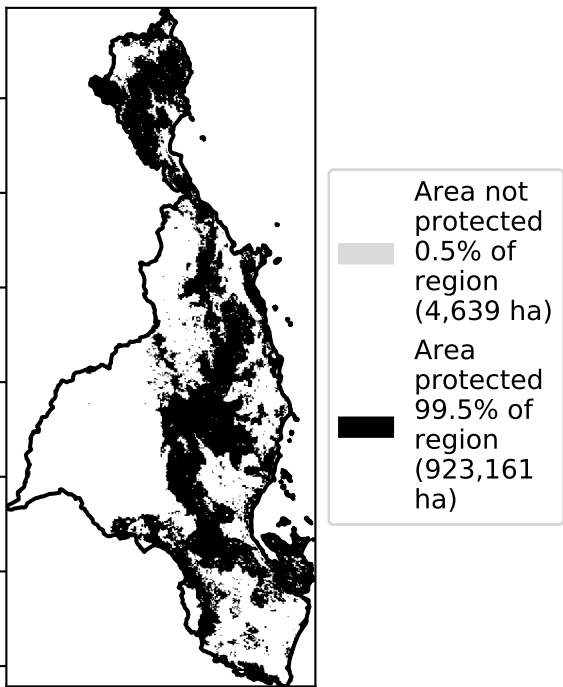 Area not
protected
0.5% of
region
(4,639 ha)
Area
protected
99.5% of
region
(923,161
ha)